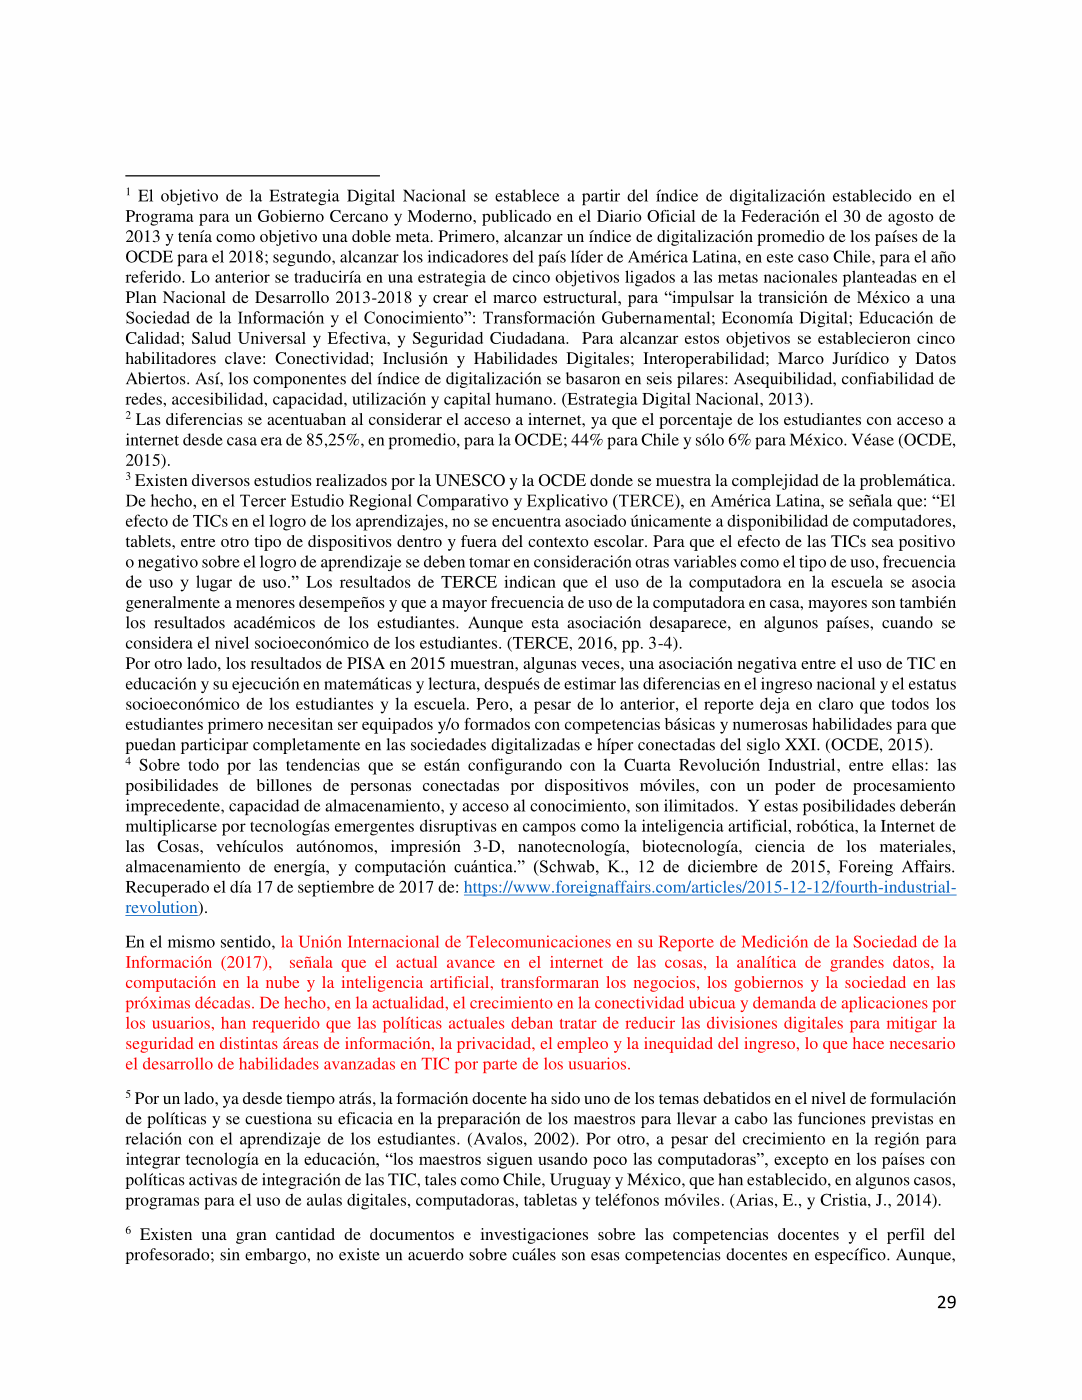 1 El objetivo de la Estrategia Digital Nacional se establece a partir del índice de digitalización establecido en el
Programa para un Gobierno Cercano y Moderno, publicado en el Diario Oficial de la Federación el 30 de agosto de
2013 y tenía como objetivo una doble meta. Primero, alcanzar un índice de digitalización promedio de los países de la
OCDE para el 2018; segundo, alcanzar los indicadores del país líder de América Latina, en este caso Chile, para el año
referido. Lo anterior se traduciría en una estrategia de cinco objetivos ligados a las metas nacionales planteadas en el
Plan Nacional de Desarrollo 2013-2018 y crear el marco estructural, para “impulsar la transición de México a una
Sociedad de la Información y el Conocimiento”: Transformación Gubernamental; Economía Digital; Educación de
Calidad; Salud Universal y Efectiva, y Seguridad Ciudadana. Para alcanzar estos objetivos se establecieron cinco
habilitadores clave: Conectividad; Inclusión y Habilidades Digitales; Interoperabilidad; Marco Jurídico y Datos
Abiertos. Así, los componentes del índice de digitalización se basaron en seis pilares: Asequibilidad, confiabilidad de
redes, accesibilidad, capacidad, utilización y capital humano. (Estrategia Digital Nacional, 2013).
2 Las diferencias se acentuaban al considerar el acceso a internet, ya que el porcentaje de los estudiantes con acceso a
internet desde casa era de 85,25%, en promedio, para la OCDE; 44% para Chile y sólo 6% para México. Véase (OCDE,
2015).
3 Existen diversos estudios realizados por la UNESCO y la OCDE donde se muestra la complejidad de la problemática.
De hecho, en el Tercer Estudio Regional Comparativo y Explicativo (TERCE), en América Latina, se señala que: “El
efecto de TICs en el logro de los aprendizajes, no se encuentra asociado únicamente a disponibilidad de computadores,
tablets, entre otro tipo de dispositivos dentro y fuera del contexto escolar. Para que el efecto de las TICs sea positivo
o negativo sobre el logro de aprendizaje se deben tomar en consideración otras variables como el tipo de uso, frecuencia
de uso y lugar de uso.” Los resultados de TERCE indican que el uso de la computadora en la escuela se asocia
generalmente a menores desempeños y que a mayor frecuencia de uso de la computadora en casa, mayores son también
los resultados académicos de los estudiantes. Aunque esta asociación desaparece, en algunos países, cuando se
considera el nivel socioeconómico de los estudiantes. (TERCE, 2016, pp. 3-4).
Por otro lado, los resultados de PISA en 2015 muestran, algunas veces, una asociación negativa entre el uso de TIC en
educación y su ejecución en matemáticas y lectura, después de estimar las diferencias en el ingreso nacional y el estatus
socioeconómico de los estudiantes y la escuela. Pero, a pesar de lo anterior, el reporte deja en claro que todos los
estudiantes primero necesitan ser equipados y/o formados con competencias básicas y numerosas habilidades para que
puedan participar completamente en las sociedades digitalizadas e híper conectadas del siglo XXI. (OCDE, 2015).
4 Sobre todo por las tendencias que se están configurando con la Cuarta Revolución Industrial, entre ellas: las
posibilidades de billones de personas conectadas por dispositivos móviles, con un poder de procesamiento
imprecedente, capacidad de almacenamiento, y acceso al conocimiento, son ilimitados. Y estas posibilidades deberán
multiplicarse por tecnologías emergentes disruptivas en campos como la inteligencia artificial, robótica, la Internet de
las Cosas, vehículos autónomos, impresión 3-D, nanotecnología, biotecnología, ciencia de los materiales,
almacenamiento de energía, y computación cuántica.” (Schwab, K., 12 de diciembre de 2015, Foreing Affairs.
Recuperado el día 17 de septiembre de 2017 de: https://www.foreignaffairs.com/articles/2015-12-12/fourth-industrial-
revolution).
En el mismo sentido, la Unión Internacional de Telecomunicaciones en su Reporte de Medición de la Sociedad de la
Información (2017), señala que el actual avance en el internet de las cosas, la analítica de grandes datos, la
computación en la nube y la inteligencia artificial, transformaran los negocios, los gobiernos y la sociedad en las
próximas décadas. De hecho, en la actualidad, el crecimiento en la conectividad ubicua y demanda de aplicaciones por
los usuarios, han requerido que las políticas actuales deban tratar de reducir las divisiones digitales para mitigar la
seguridad en distintas áreas de información, la privacidad, el empleo y la inequidad del ingreso, lo que hace necesario
el desarrollo de habilidades avanzadas en TIC por parte de los usuarios.
5 Por un lado, ya desde tiempo atrás, la formación docente ha sido uno de los temas debatidos en el nivel de formulación
de políticas y se cuestiona su eficacia en la preparación de los maestros para llevar a cabo las funciones previstas en
relación con el aprendizaje de los estudiantes. (Avalos, 2002). Por otro, a pesar del crecimiento en la región para
integrar tecnología en la educación, “los maestros siguen usando poco las computadoras”, excepto en los países con
políticas activas de integración de las TIC, tales como Chile, Uruguay y México, que han establecido, en algunos casos,
programas para el uso de aulas digitales, computadoras, tabletas y teléfonos móviles. (Arias, E., y Cristia, J., 2014).
6 Existen una gran cantidad de documentos e investigaciones sobre las competencias docentes y el perfil del
profesorado; sin embargo, no existe un acuerdo sobre cuáles son esas competencias docentes en específico. Aunque,
29